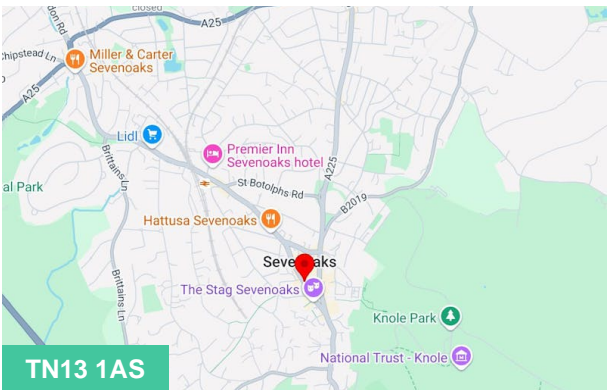 closed
A25
Miller & Carter
Sevenoaks
Chipstead Ln
A25
Lidl
Premier Inn
Sevenoaks hotel
Brittains Ln
A225
St Botolphs Rd
B2019
al Park
Hattusa Sevenoaks
Sevenoaks
The Stag Sevenoaks
Brittains Ln
Knole Park
National Trust - Knole
TN13 1AS